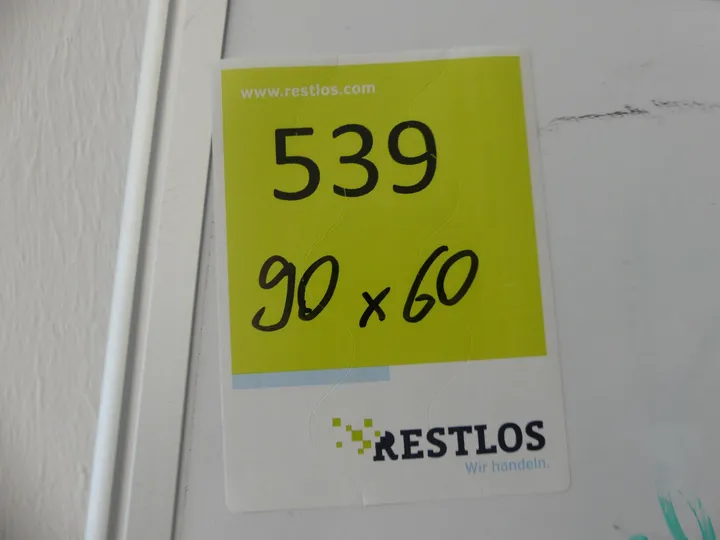 www.restlos.com
539
90 x 60
RESTLOS
Wir handeln.